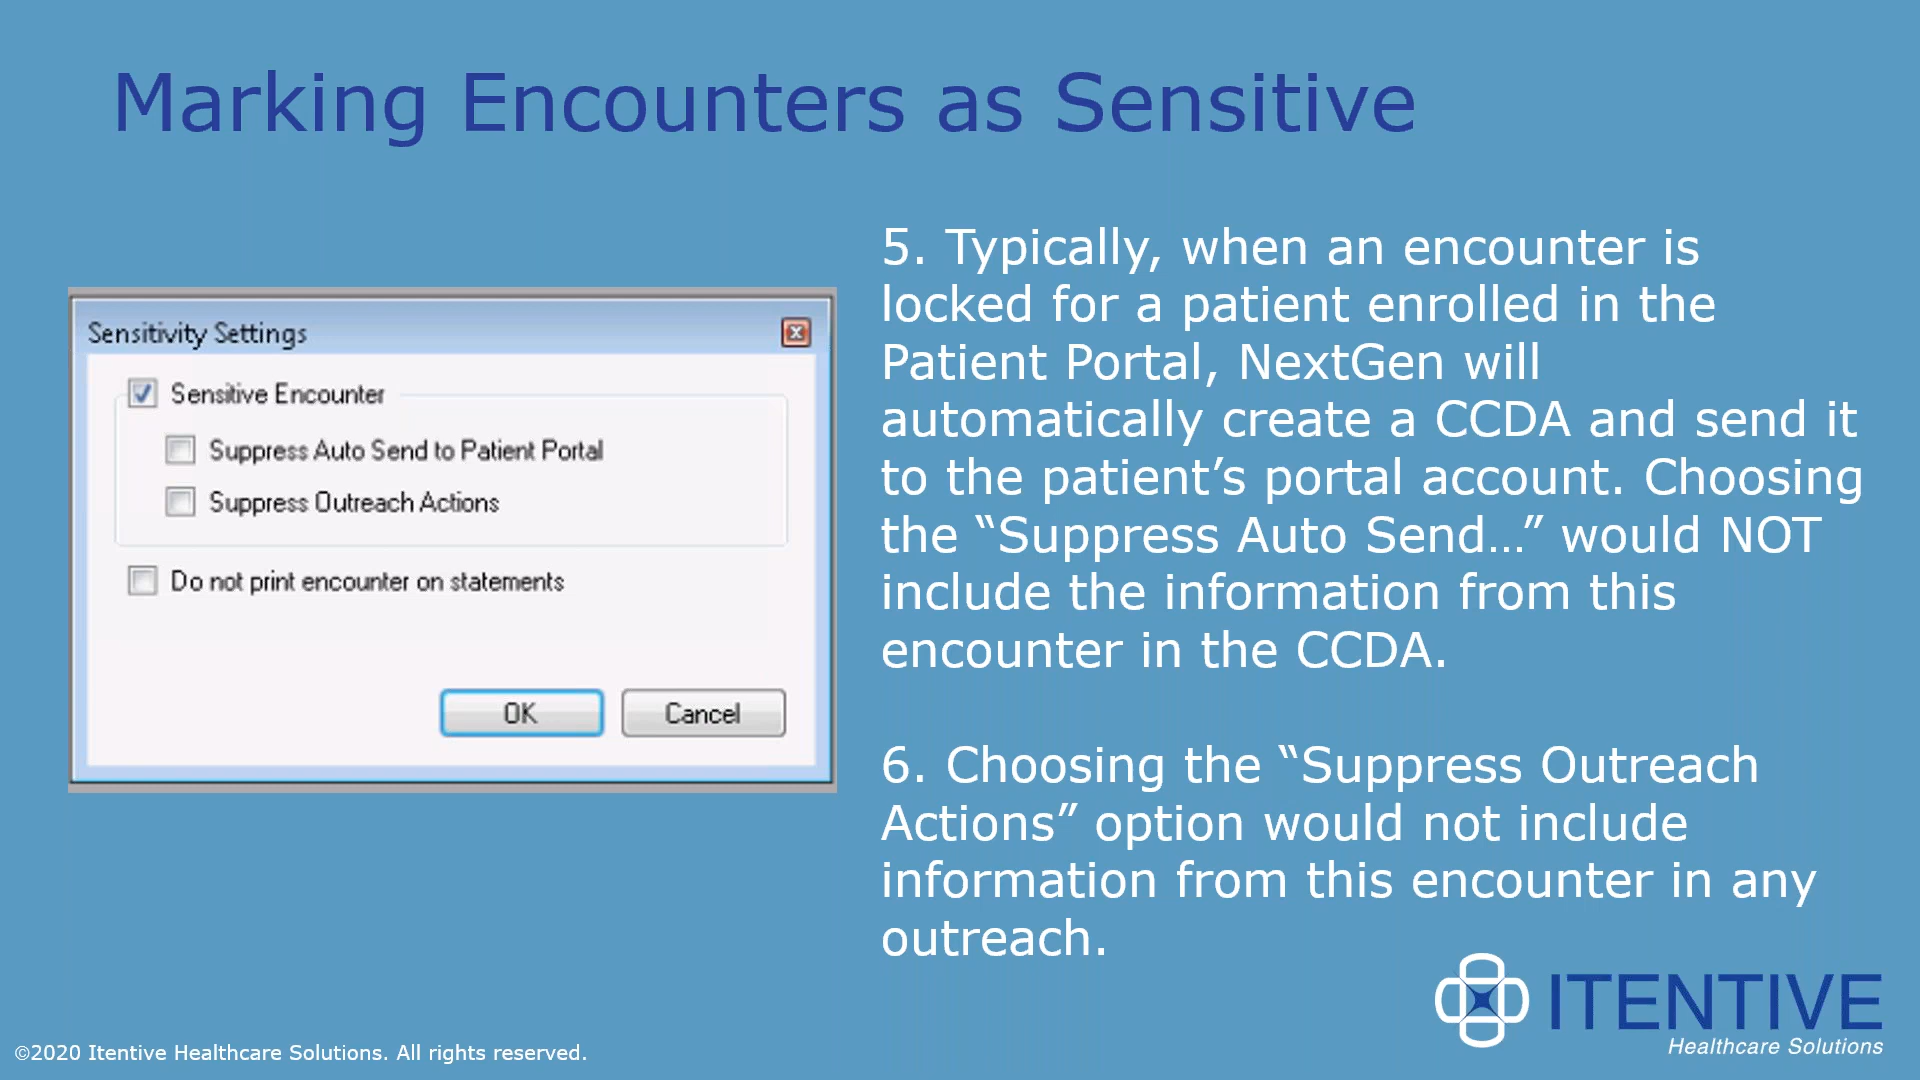 Marking Encounters as Sensitive
Sensitivity Settings
Sensitive Encounter
Suppress Auto Send to Patient Portal
Suppress Outreach Actions
Do not print encounter on statements
OK
Cancel
5. Typically, when an encounter is
locked for a patient enrolled in the
Patient Portal, NextGen will
automatically create a CCDA and send it
to the patient’s portal account. Choosing
the “Suppress Auto Send…” would NOT
include the information from this
encounter in the CCDA.
6. Choosing the “Suppress Outreach
Actions” option would not include
information from this encounter in any
outreach.
ITENTIVE
Healthcare Solutions
©2020 Itentive Healthcare Solutions. All rights reserved.